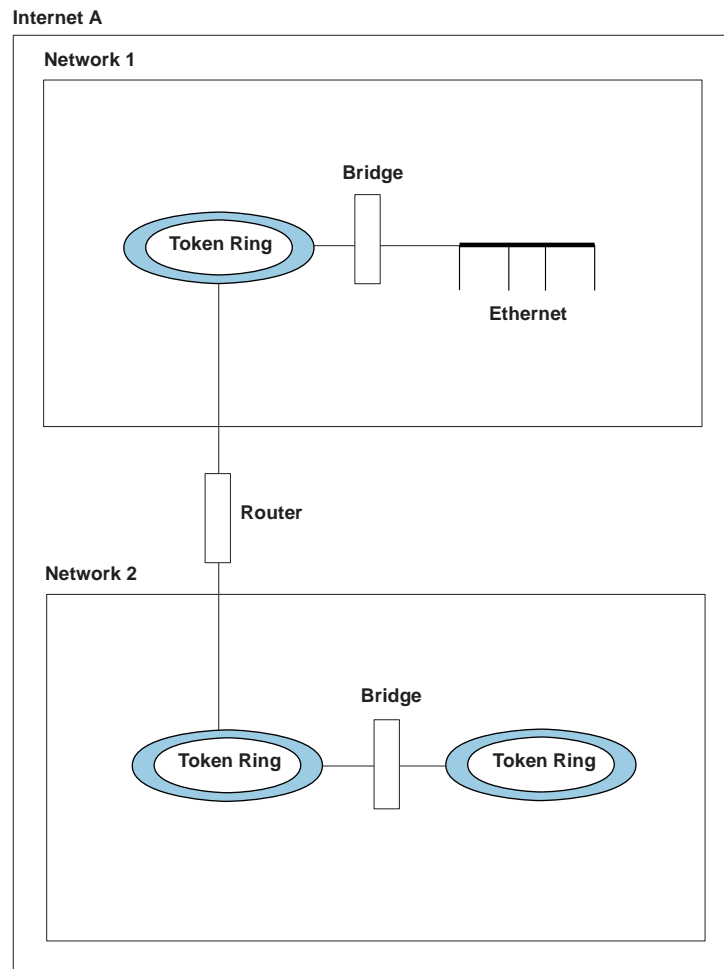 Internet A
Network 1
Bridge
Token Ring
Ethernet
Router
Network 2
Bridge
Token Ring
Token Ring